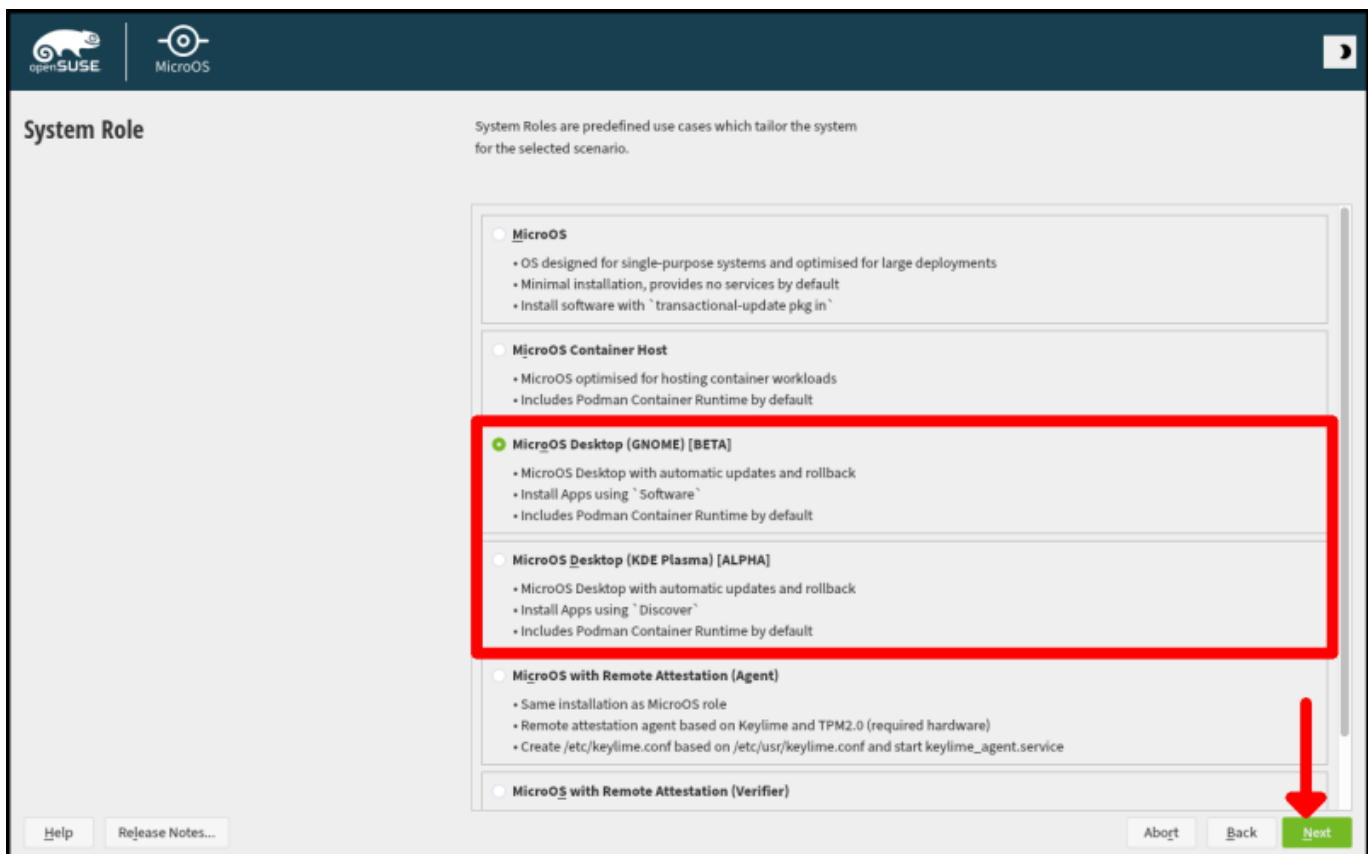 openSUSE
MicroOS
System Role
System Roles are predefined use cases which tailor the system
for the selected scenario.
MicroOS
• OS designed for single-purpose systems and optimised for large deployments
• Minimal installation, provides no services by default
• Install software with `transactional-update pkg in`
MicroOS Container Host
• MicroOS optimised for hosting container workloads
• Includes Podman Container Runtime by default
MicroOS Desktop (GNOME) [BETA]
• MicroOS Desktop with automatic updates and rollback
• Install Apps using `Software`
• Includes Podman Container Runtime by default
MicroOS Desktop (KDE Plasma) [ALPHA]
• MicroOS Desktop with automatic updates and rollback
• Install Apps using `Discover`
• Includes Podman Container Runtime by default
MicroOS with Remote Attestation (Agent)
• Same installation as MicroOS role
• Remote attestation agent based on Keylime and TPM2.0 (required hardware)
• Create /etc/keylime.conf based on /etc/usr/keylime.conf and start keylime_agent.service
MicroOS with Remote Attestation (Verifier)
Help Release Notes... Abort Back Next